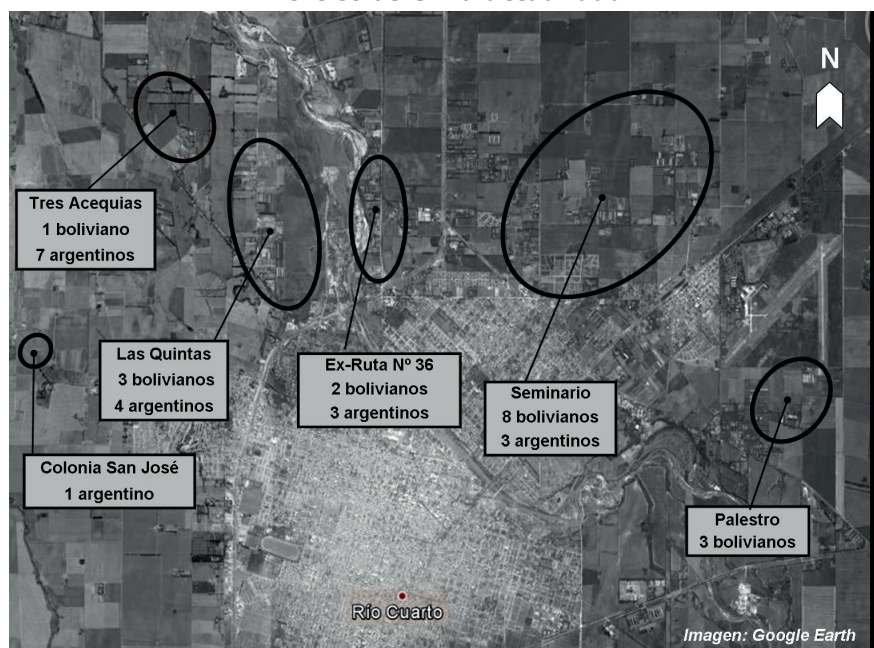 N
Tres Acequias
1 boliviano
7 argentinos
Las Quintas
3 bolivianos
4 argentinos
Ex-Ruta Nº 36
2 bolivianos
3 argentinos
Seminario
8 bolivianos
3 argentinos
Colonia San José
1 argentino
Palestro
3 bolivianos
Río Cuarto
Imagen: Google Earth